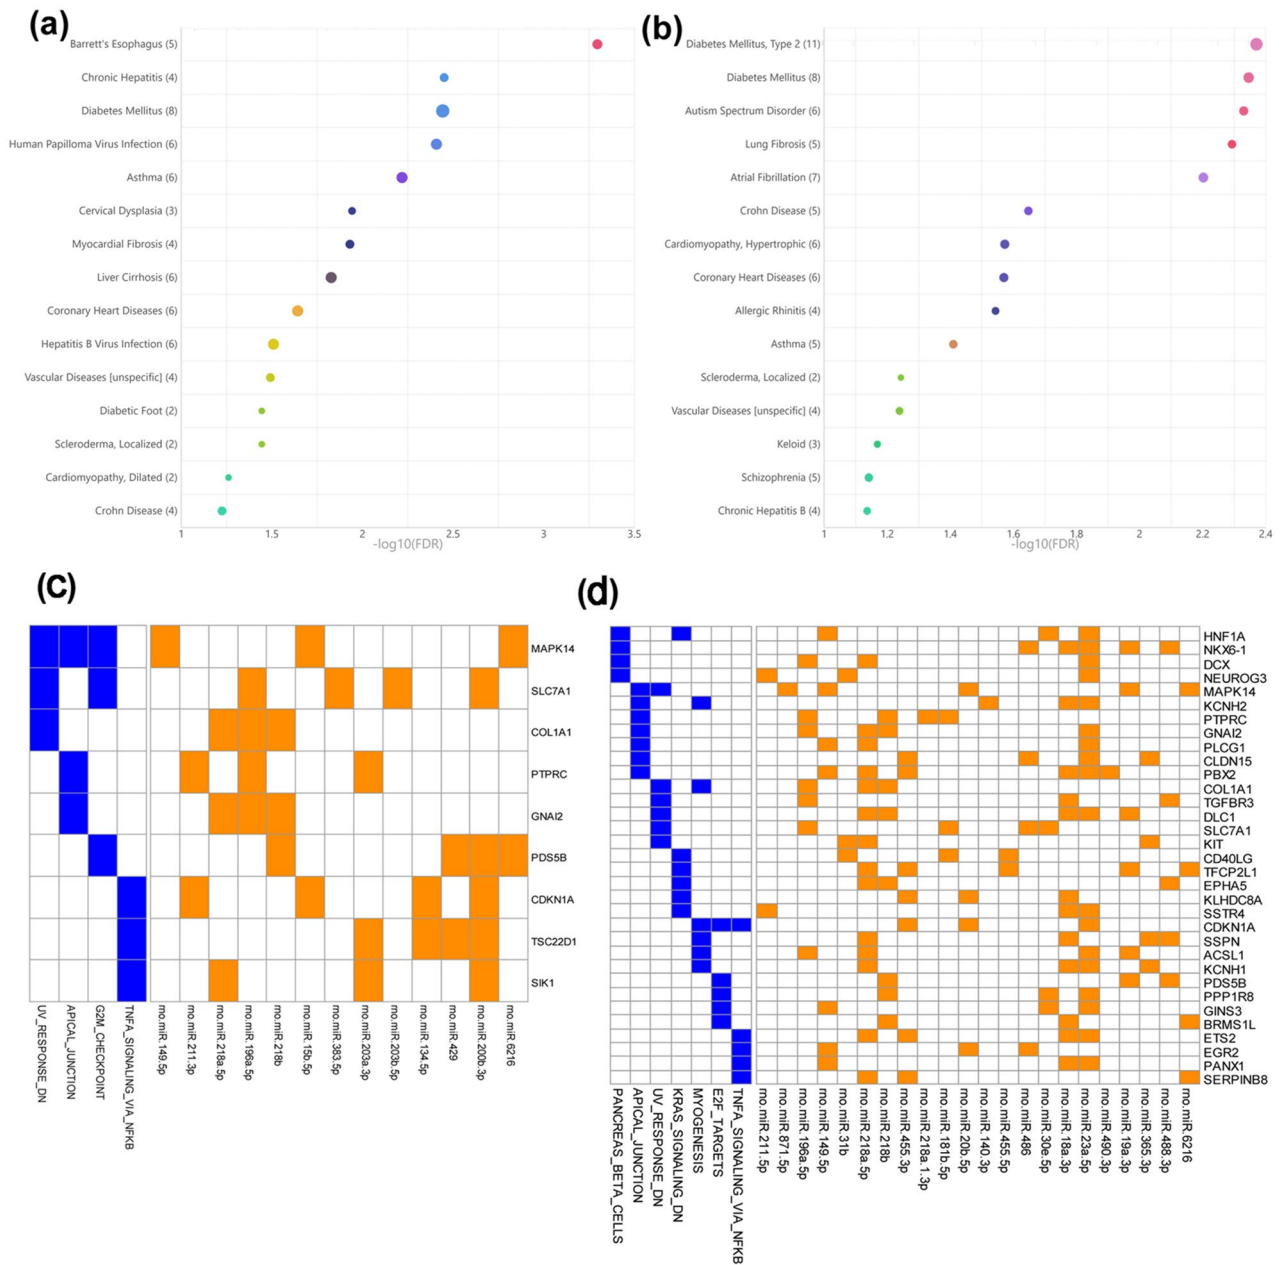 (a)
Barrett's Esophagus (5)
Chronic Hepatitis (4)
Diabetes Mellitus (8)
Human Papilloma Virus Infection (6)
Asthma (6)
Cervical Dysplasia (3)
Myocardial Fibrosis (4)
Liver Cirrhosis (6)
Coronary Heart Diseases (6)
Hepatitis B Virus Infection (6)
Vascular Diseases [unspecific] (4)
Diabetic Foot (2)
Scleroderma, Localized (2)
Cardiomyopathy, Dilated (2)
Crohn Disease (4)
1 1.5 2 2.5 3 3.5
-log10(FDR)
(b)
Diabetes Mellitus, Type 2 (11)
Diabetes Mellitus (8)
Autism Spectrum Disorder (6)
Lung Fibrosis (5)
Atrial Fibrillation (7)
Crohn Disease (5)
Cardiomyopathy, Hypertrophic (6)
Coronary Heart Diseases (6)
Allergic Rhinitis (4)
Asthma (5)
Scleroderma, Localized (2)
Vascular Diseases [unspecific] (4)
Keloid (3)
Schizophrenia (5)
Chronic Hepatitis B (4)
1 1.2 1.4 1.6 1.8 2 2.2 2.4
-log10(FDR)
(c)
MAPK14
SLC7A1
COL1A1
PTPRC
GNAI2
PDS5B
CDKN1A
TSC22D1
SIK1
UV_RESPONSE_DN
APICAL_JUNCTION
G2M_CHECKPOINT
TNFA_SIGNALING_VIA_NFKB
rno.miR.149.5p
rno.miR.211.3p
rno.miR.218a.5p
rno.miR.196a.5p
rno.miR.218b
rno.miR.15b.5p
rno.miR.383.5p
rno.miR.203a.3p
rno.miR.203b.5p
rno.miR.134.5p
rno.miR.429
rno.miR.200b.3p
rno.miR.6216
(d)
HNF1A
NKX6-1
DCX
NEUROG3
MAPK14
KCNH2
PTPRC
GNAI2
PLCG1
CLDN15
PBX2
COL1A1
TGFBR3
DLC1
SLC7A1
KIT
CD40LG
TFCP2L1
EPHA5
KLHDC8A
SSTR4
CDKN1A
SSPN
ACSL1
KCNH1
PDS5B
PPP1R8
GINS3
BRMS1L
ETS2
EGR2
PANX1
SERPINB8
PANCREAS_BETA_CELLS
APICAL_JUNCTION
UV_RESPONSE_DN
KRAS_SIGNALING_DN
MYOGENESIS
E2F_TARGETS
TNFA_SIGNALING_VIA_NFKB
rno.miR.211.5p
rno.miR.871.5p
rno.miR.196a.5p
rno.miR.149.5p
rno.miR.31b
rno.miR.218a.5p
rno.miR.218b
rno.miR.455.3p
rno.miR.218a.1.3p
rno.miR.181b.5p
rno.miR.20b.5p
rno.miR.140.3p
rno.miR.455.5p
rno.miR.486
rno.miR.30e.5p
rno.miR.18a.3p
rno.miR.23a.5p
rno.miR.490.3p
rno.miR.19a.3p
rno.miR.365.3p
rno.miR.488.3p
rno.miR.6216